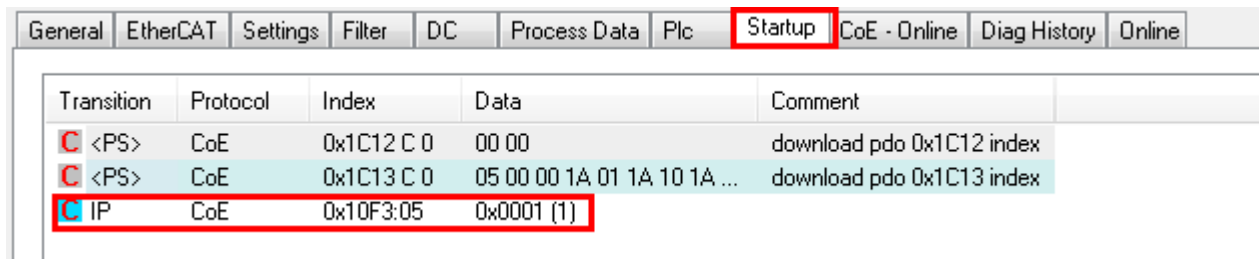 General EtherCAT Settings Filter DC Process Data Plc Startup CoE - Online Diag History Online
Transition Protocol Index Data Comment
C <PS> CoE 0x1C12 C 0 00 00 download pdo 0x1C12 index
C <PS> CoE 0x1C13 C 0 05 00 00 1A 01 1A 10 1A ... download pdo 0x1C13 index
C IP CoE 0x10F3:05 0x0001 (1)